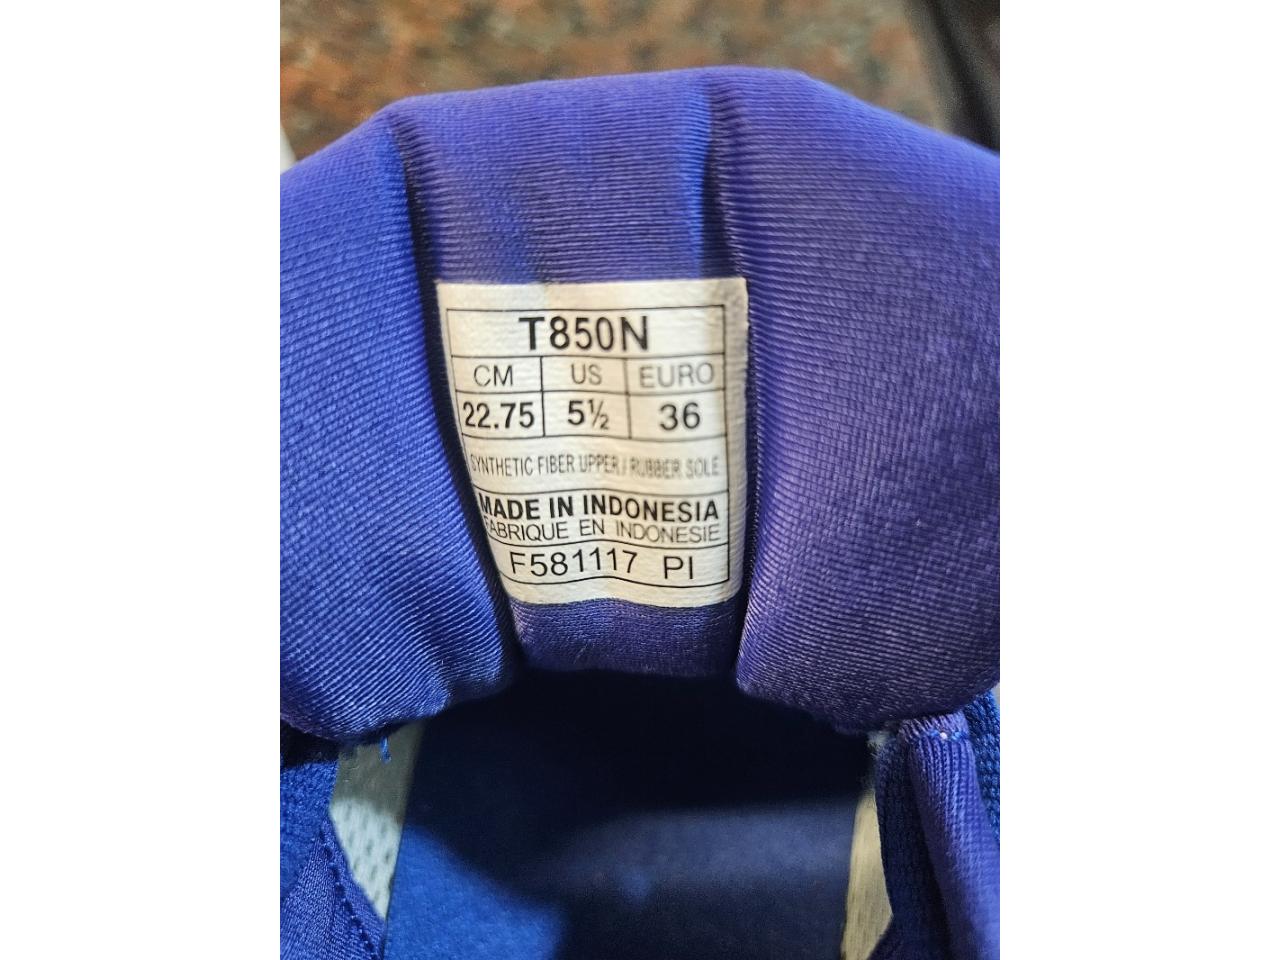 T850N
CM US EURO
22.75 5½ 36
SYNTHETIC FIBER UPPER / RUBBER SOLE
MADE IN INDONESIA
FABRIQUE EN INDONESIE
F581117 PI